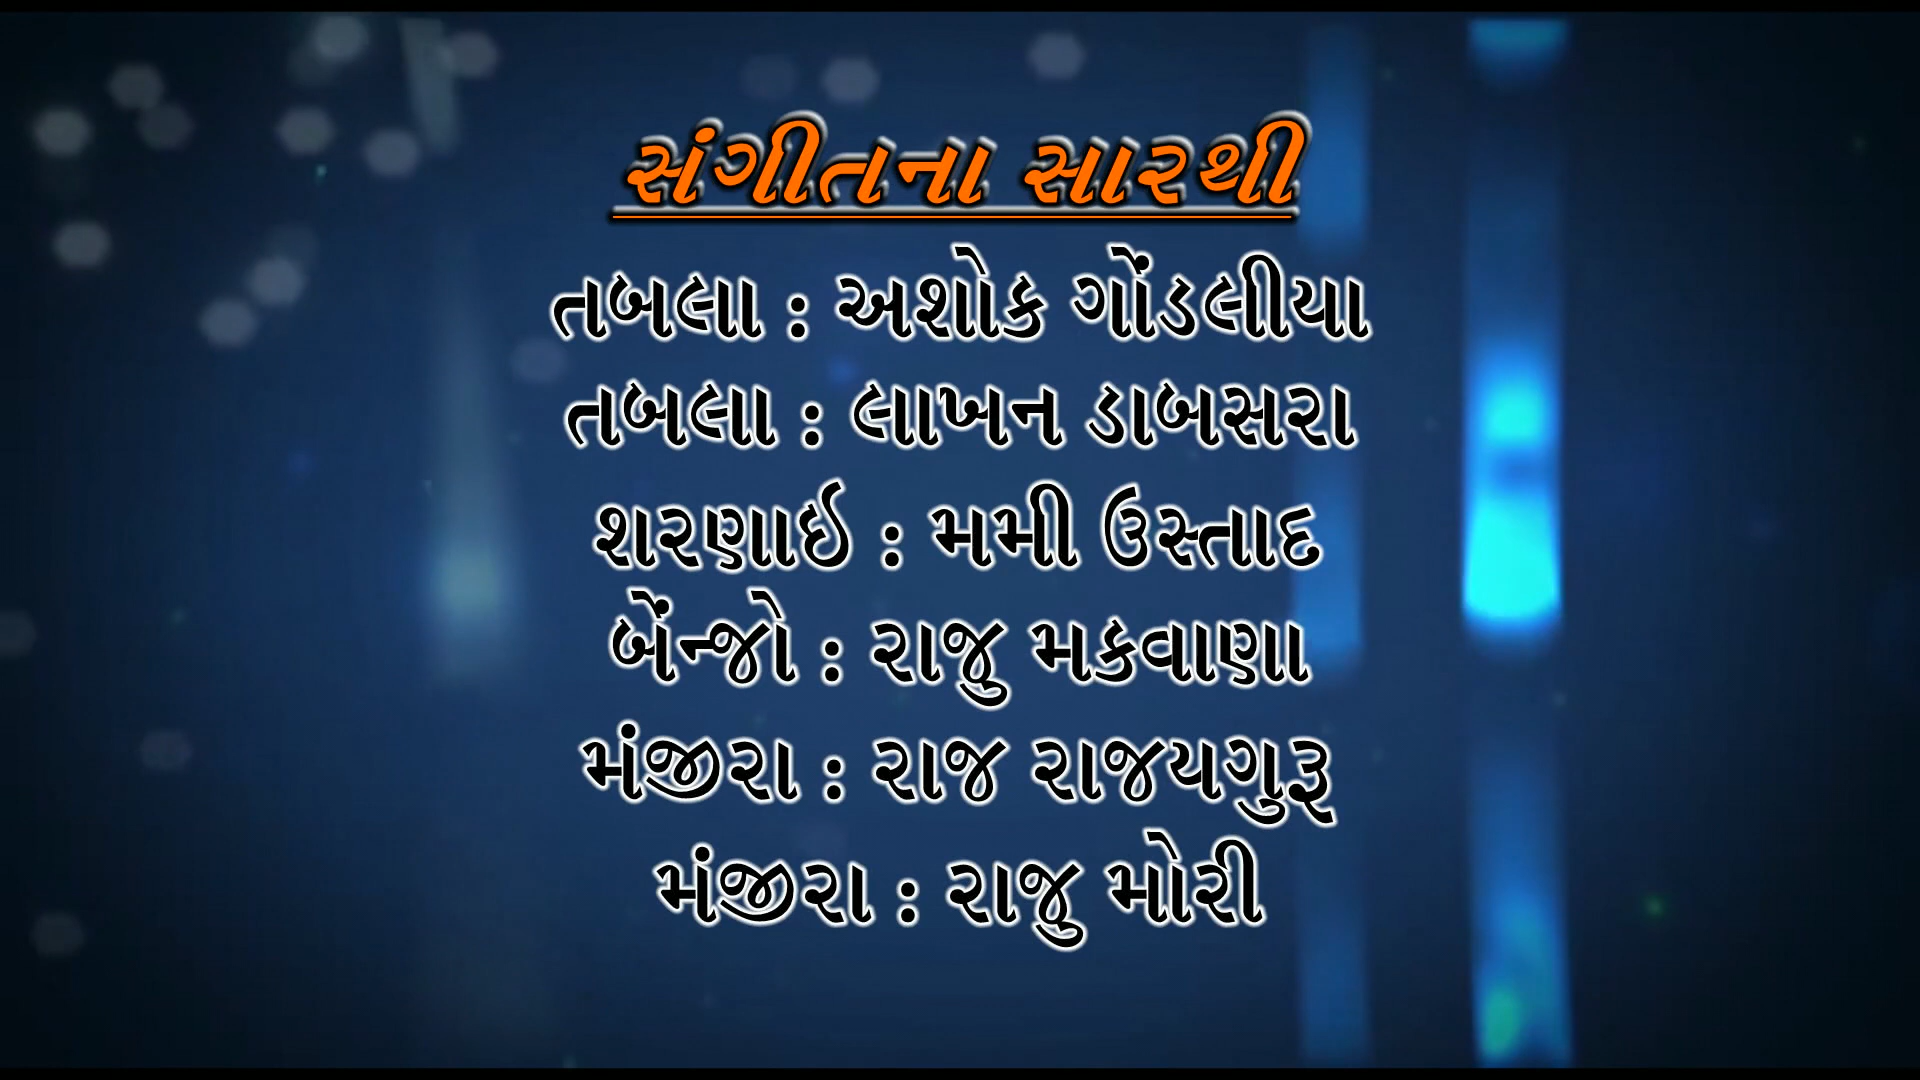 સંગીતના સારથી
તબલા : અશોક ગોંડલીયા
તબલા : લાખન ડાબસરા
શરણાઈ : મમી ઉસ્તાદ
બેંન્જો : રાજુ મકવાણા
મંજીરા : રાજ રાજયગુરૂ
મંજીરા : રાજુ મોરી